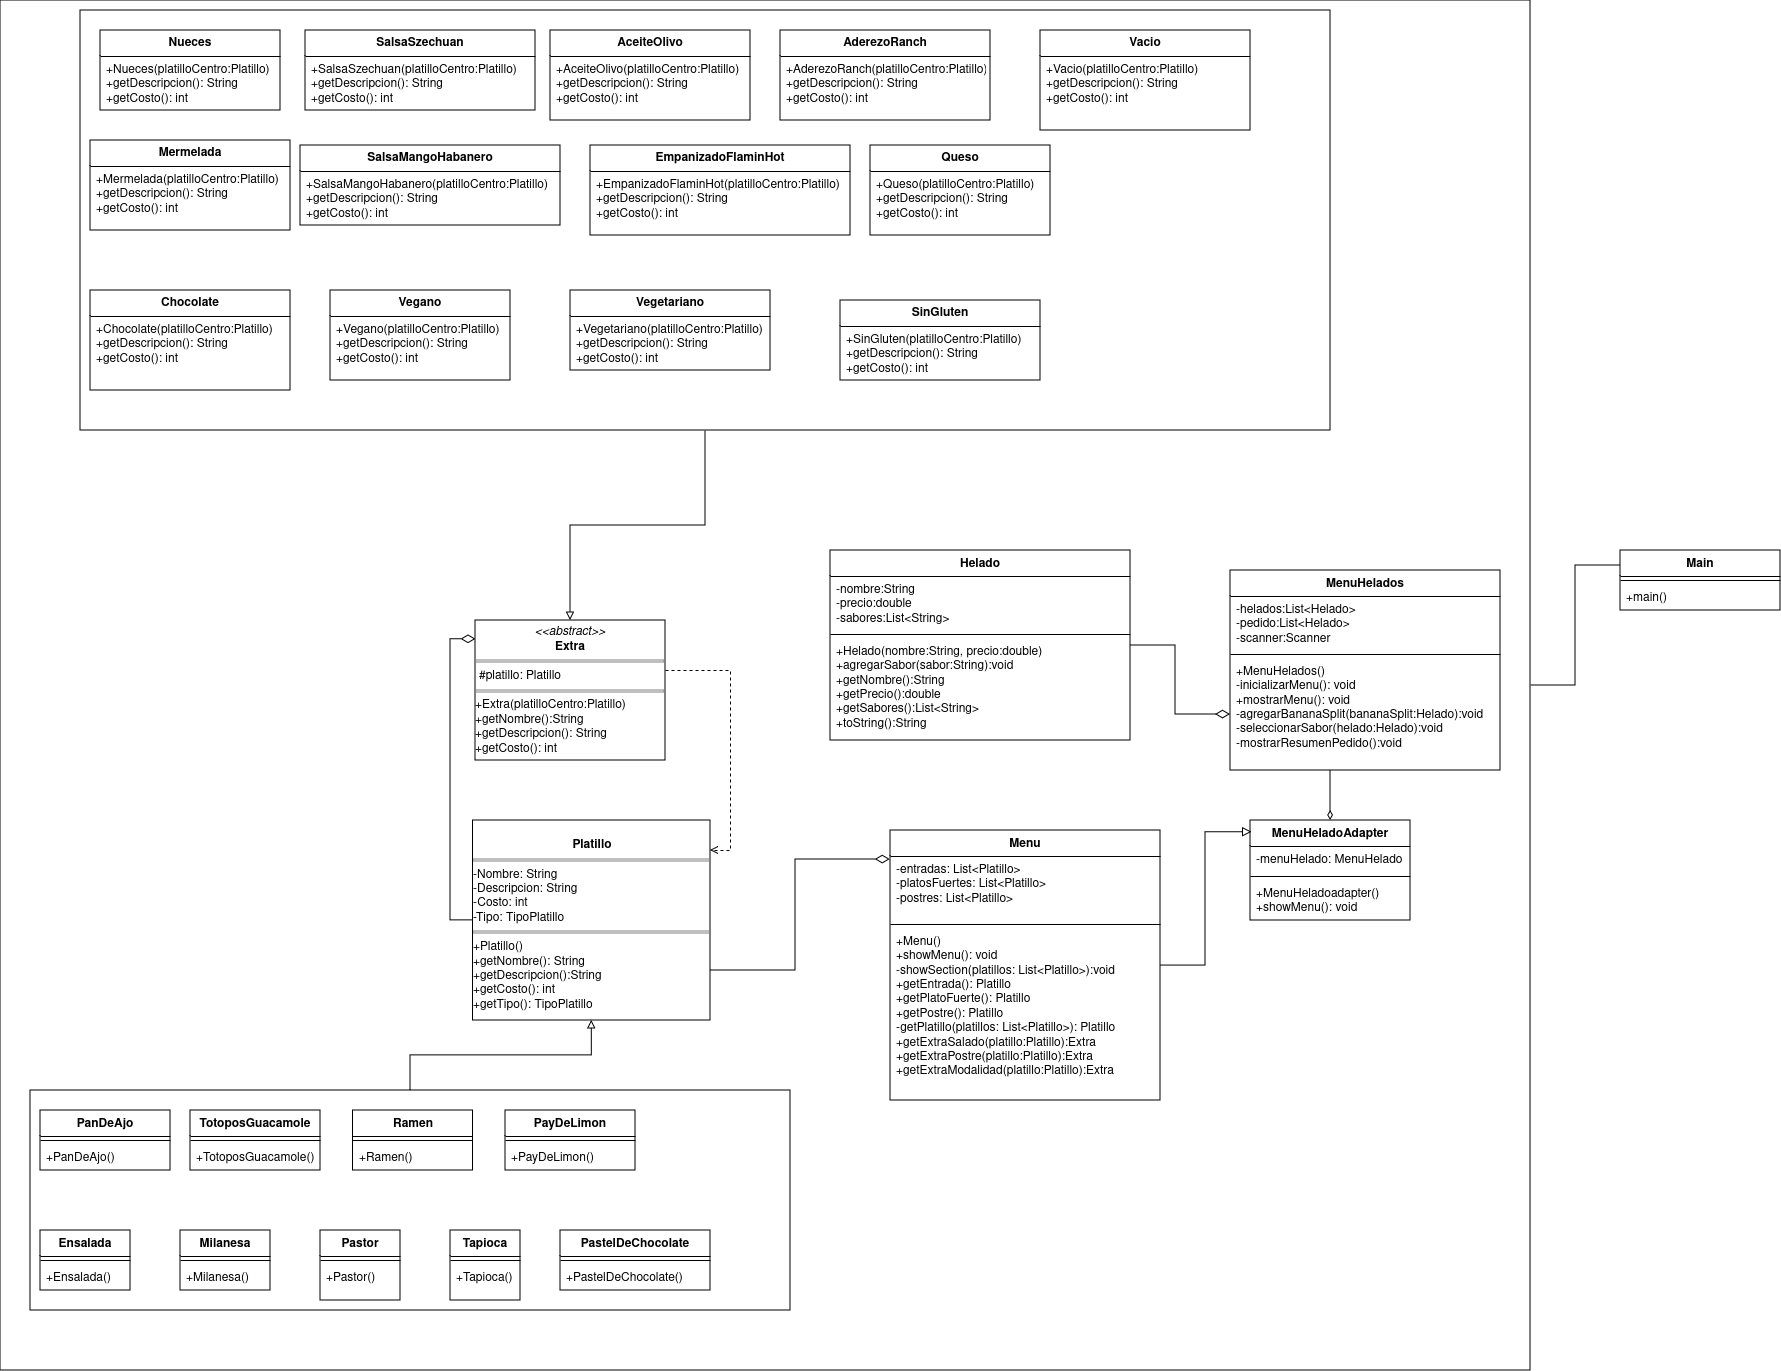 Nueces
+Nueces(platilloCentro:Platillo)
+getDescripcion(): String
+getCosto(): int
SalsaSzechuan
+SalsaSzechuan(platilloCentro:Platillo)
+getDescripcion(): String
+getCosto(): int
AceiteOlivo
+AceiteOlivo(platilloCentro:Platillo)
+getDescripcion(): String
+getCosto(): int
AderezoRanch
+AderezoRanch(platilloCentro:Platillo)
+getDescripcion(): String
+getCosto(): int
Vacio
+Vacio(platilloCentro:Platillo)
+getDescripcion(): String
+getCosto(): int
Mermelada
+Mermelada(platilloCentro:Platillo)
+getDescripcion(): String
+getCosto(): int
SalsaMangoHabanero
+SalsaMangoHabanero(platilloCentro:Platillo)
+getDescripcion(): String
+getCosto(): int
EmpanizadoFlaminHot
+EmpanizadoFlaminHot(platilloCentro:Platillo)
+getDescripcion(): String
+getCosto(): int
Queso
+Queso(platilloCentro:Platillo)
+getDescripcion(): String
+getCosto(): int
Chocolate
+Chocolate(platilloCentro:Platillo)
+getDescripcion(): String
+getCosto(): int
Vegano
+Vegano(platilloCentro:Platillo)
+getDescripcion(): String
+getCosto(): int
Vegetariano
+Vegetariano(platilloCentro:Platillo)
+getDescripcion(): String
+getCosto(): int
SinGluten
+SinGluten(platilloCentro:Platillo)
+getDescripcion(): String
+getCosto(): int
<<abstract>>
Extra
#platillo: Platillo
+Extra(platilloCentro:Platillo)
+getNombre():String
+getDescripcion(): String
+getCosto(): int
Helado
-nombre:String
-precio:double
-sabores:List<String>
+Helado(nombre:String, precio:double)
+agregarSabor(sabor:String):void
+getNombre():String
+getPrecio():double
+getSabores():List<String>
+toString():String
MenuHelados
-helados:List<Helado>
-pedido:List<Helado>
-scanner:Scanner
+MenuHelados()
-inicializarMenu(): void
+mostrarMenu(): void
-agregarBananaSplit(bananaSplit:Helado):void
-seleccionarSabor(helado:Helado):void
-mostrarResumenPedido():void
Main
+main()
Platillo
-Nombre: String
-Descripcion: String
-Costo: int
-Tipo: TipoPlatillo
+Platillo()
+getNombre(): String
+getDescripcion():String
+getCosto(): int
+getTipo(): TipoPlatillo
Menu
-entradas: List<Platillo>
-platosFuertes: List<Platillo>
-postres: List<Platillo>
+Menu()
+showMenu(): void
-showSection(platillos: List<Platillo>):void
+getEntrada(): Platillo
+getPlatoFuerte(): Platillo
+getPostre(): Platillo
-getPlatillo(platillos: List<Platillo>): Platillo
+getExtraSalado(platillo:Platillo):Extra
+getExtraPostre(platillo:Platillo):Extra
+getExtraModalidad(platillo:Platillo):Extra
MenuHeladoAdapter
-menuHelado: MenuHelado
+MenuHeladoadapter()
+showMenu(): void
PanDeAjo
+PanDeAjo()
TotoposGuacamole
+TotoposGuacamole()
Ramen
+Ramen()
PayDeLimon
+PayDeLimon()
Ensalada
+Ensalada()
Milanesa
+Milanesa()
Pastor
+Pastor()
Tapioca
+Tapioca()
PastelDeChocolate
+PastelDeChocolate()